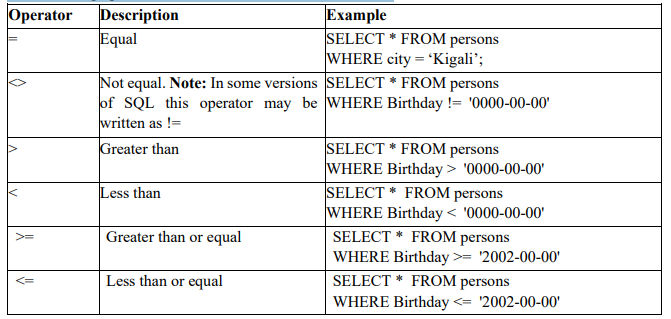 Operator Description Example
= Equal SELECT * FROM persons
WHERE city = ‘Kigali’;
<> Not equal. Note: In some versions SELECT * FROM persons
of SQL this operator may be WHERE Birthday != '0000-00-00'
written as !=
> Greater than SELECT * FROM persons
WHERE Birthday > '0000-00-00'
< Less than SELECT * FROM persons
WHERE Birthday < '0000-00-00'
>= Greater than or equal SELECT * FROM persons
WHERE Birthday >= '2002-00-00'
<= Less than or equal SELECT * FROM persons
WHERE Birthday <= '2002-00-00'